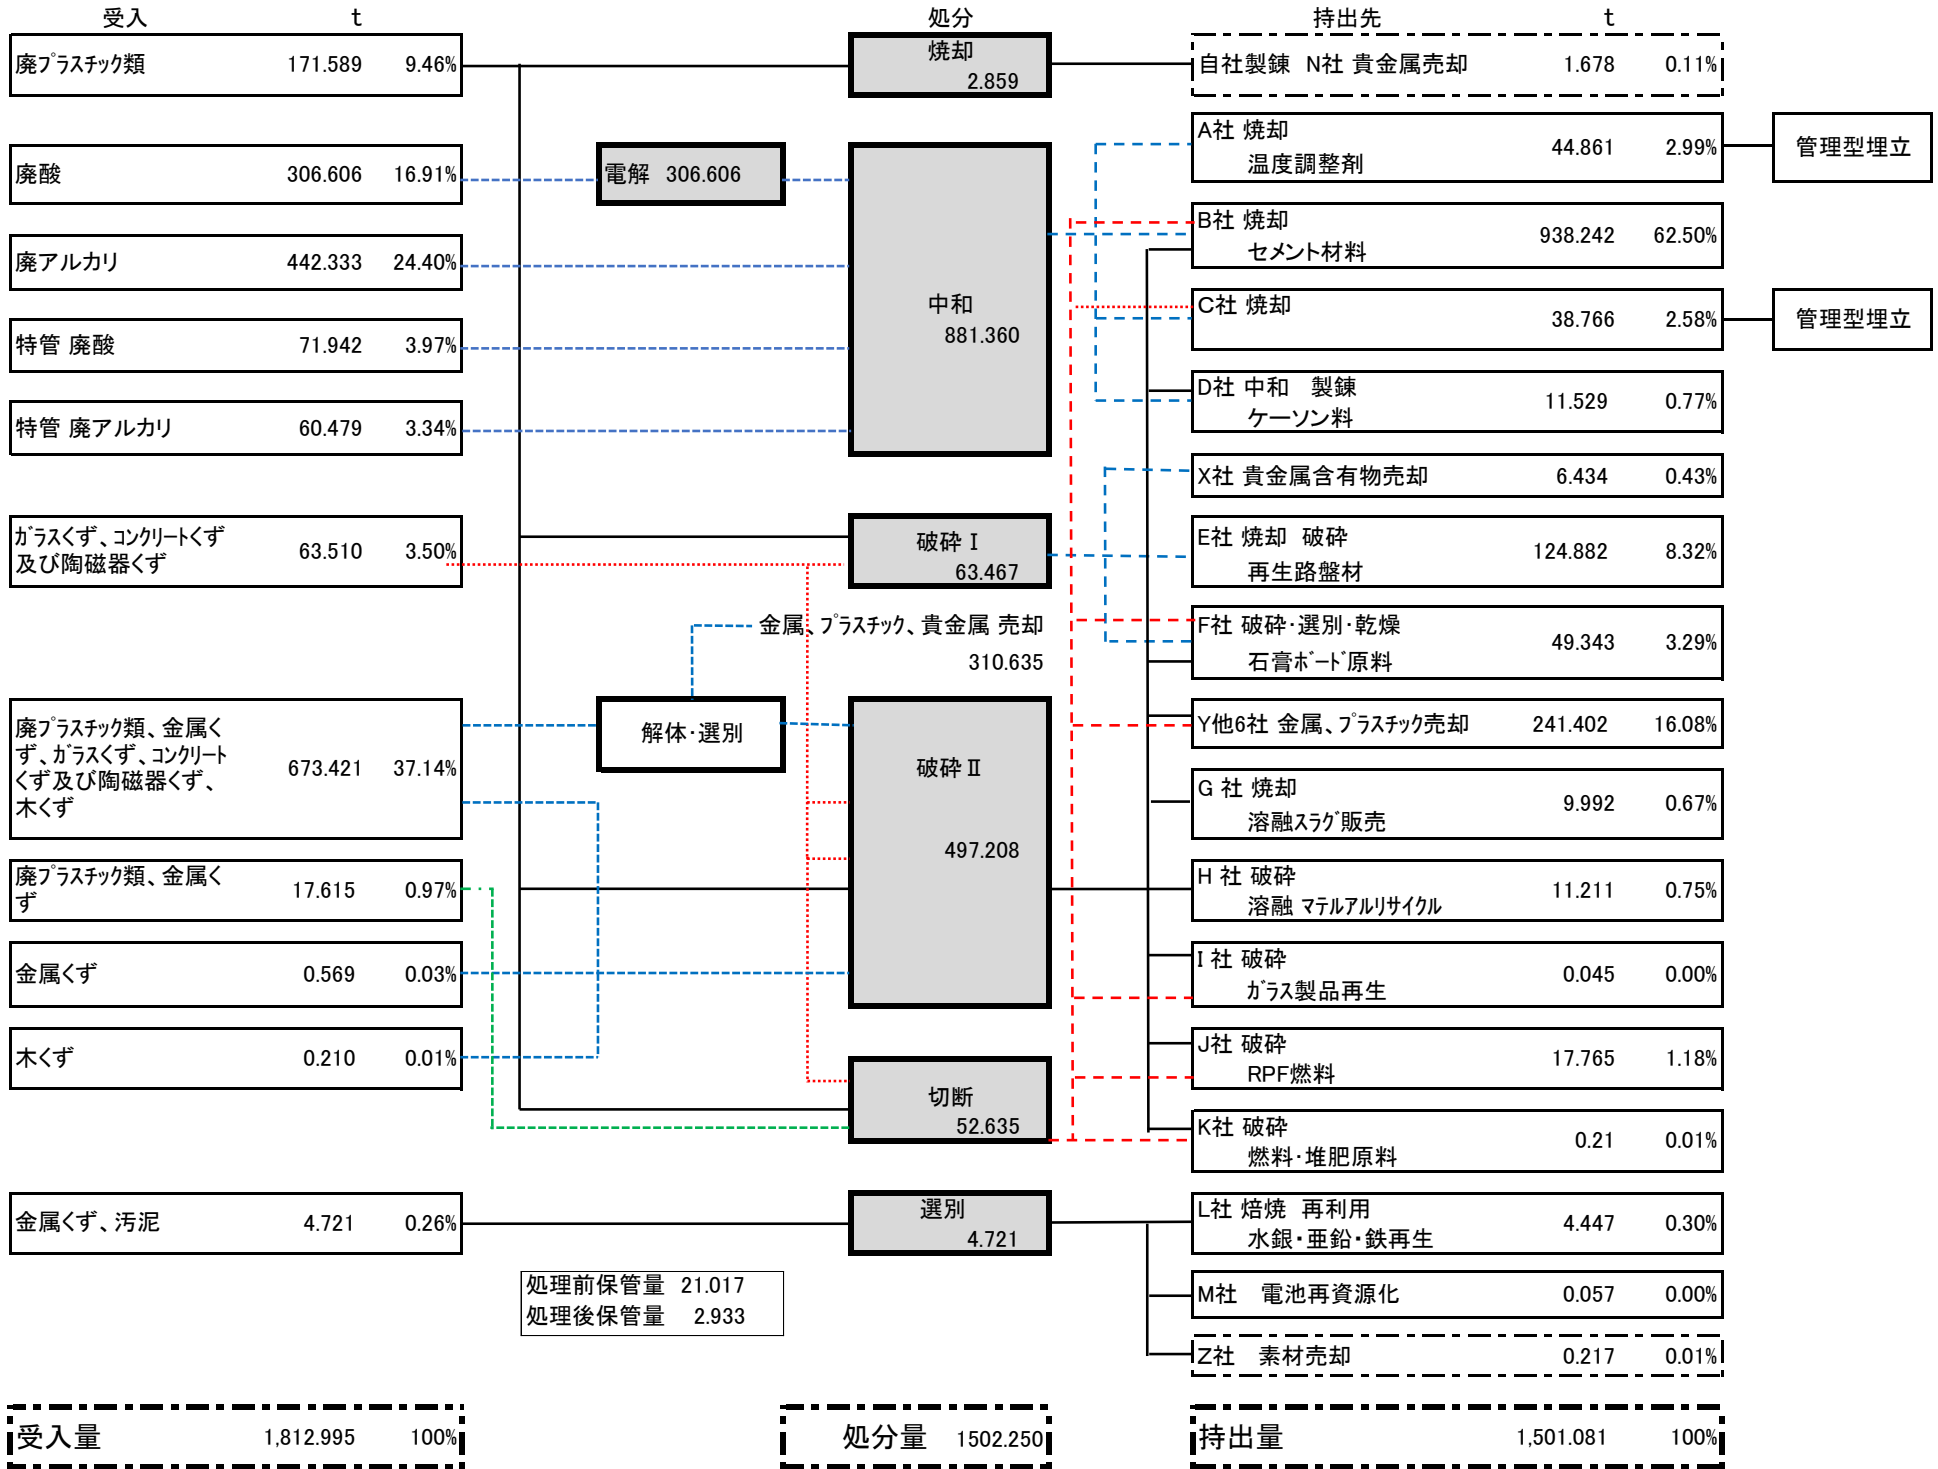 受入 t
廃プラスチック類 171.589 9.46%
廃酸 306.606 16.91%
廃アルカリ 442.333 24.40%
特管 廃酸 71.942 3.97%
特管 廃アルカリ 60.479 3.34%
ガラスくず、コンクリートくず
及び陶磁器くず
63.510 3.50%
廃プラスチック類、金属く
ず、ガラスくず、コンクリート
くず及び陶磁器くず、
木くず
673.421 37.14%
廃プラスチック類、金属く
ず
17.615 0.97%
金属くず 0.569 0.03%
木くず 0.210 0.01%
金属くず、汚泥 4.721 0.26%
受入量 1,812.995 100%
処分
焼却
2.859
電解 306.606
中和
881.360
破砕Ⅰ
63.467
金属、プラスチック、貴金属 売却
310.635
解体・選別
破砕Ⅱ
497.208
切断
52.635
選別
4.721
処理前保管量 21.017
処理後保管量 2.933
処分量 1502.250
持出先 t
自社製錬 N社 貴金属売却 1.678 0.11%
A社 焼却
温度調整剤
44.861 2.99%
管理型埋立
B社 焼却
セメント材料
938.242 62.50%
C社 焼却
38.766 2.58%
管理型埋立
D社 中和 製錬
ケーソン料
11.529 0.77%
X社 貴金属含有物売却 6.434 0.43%
E社 焼却 破砕
再生路盤材
124.882 8.32%
F社 破砕・選別・乾燥
石膏ボード原料
49.343 3.29%
Y他6社 金属、プラスチック売却 241.402 16.08%
G 社 焼却
溶融スラグ販売
9.992 0.67%
H 社 破砕
溶融 マテルアルリサイクル
11.211 0.75%
I 社 破砕
ガラス製品再生
0.045 0.00%
J社 破砕
RPF燃料
17.765 1.18%
K社 破砕
燃料・堆肥原料
0.21 0.01%
L社 焙焼 再利用
水銀・亜鉛・鉄再生
4.447 0.30%
M社 電池再資源化 0.057 0.00%
Z社 素材売却 0.217 0.01%
持出量 1,501.081 100%